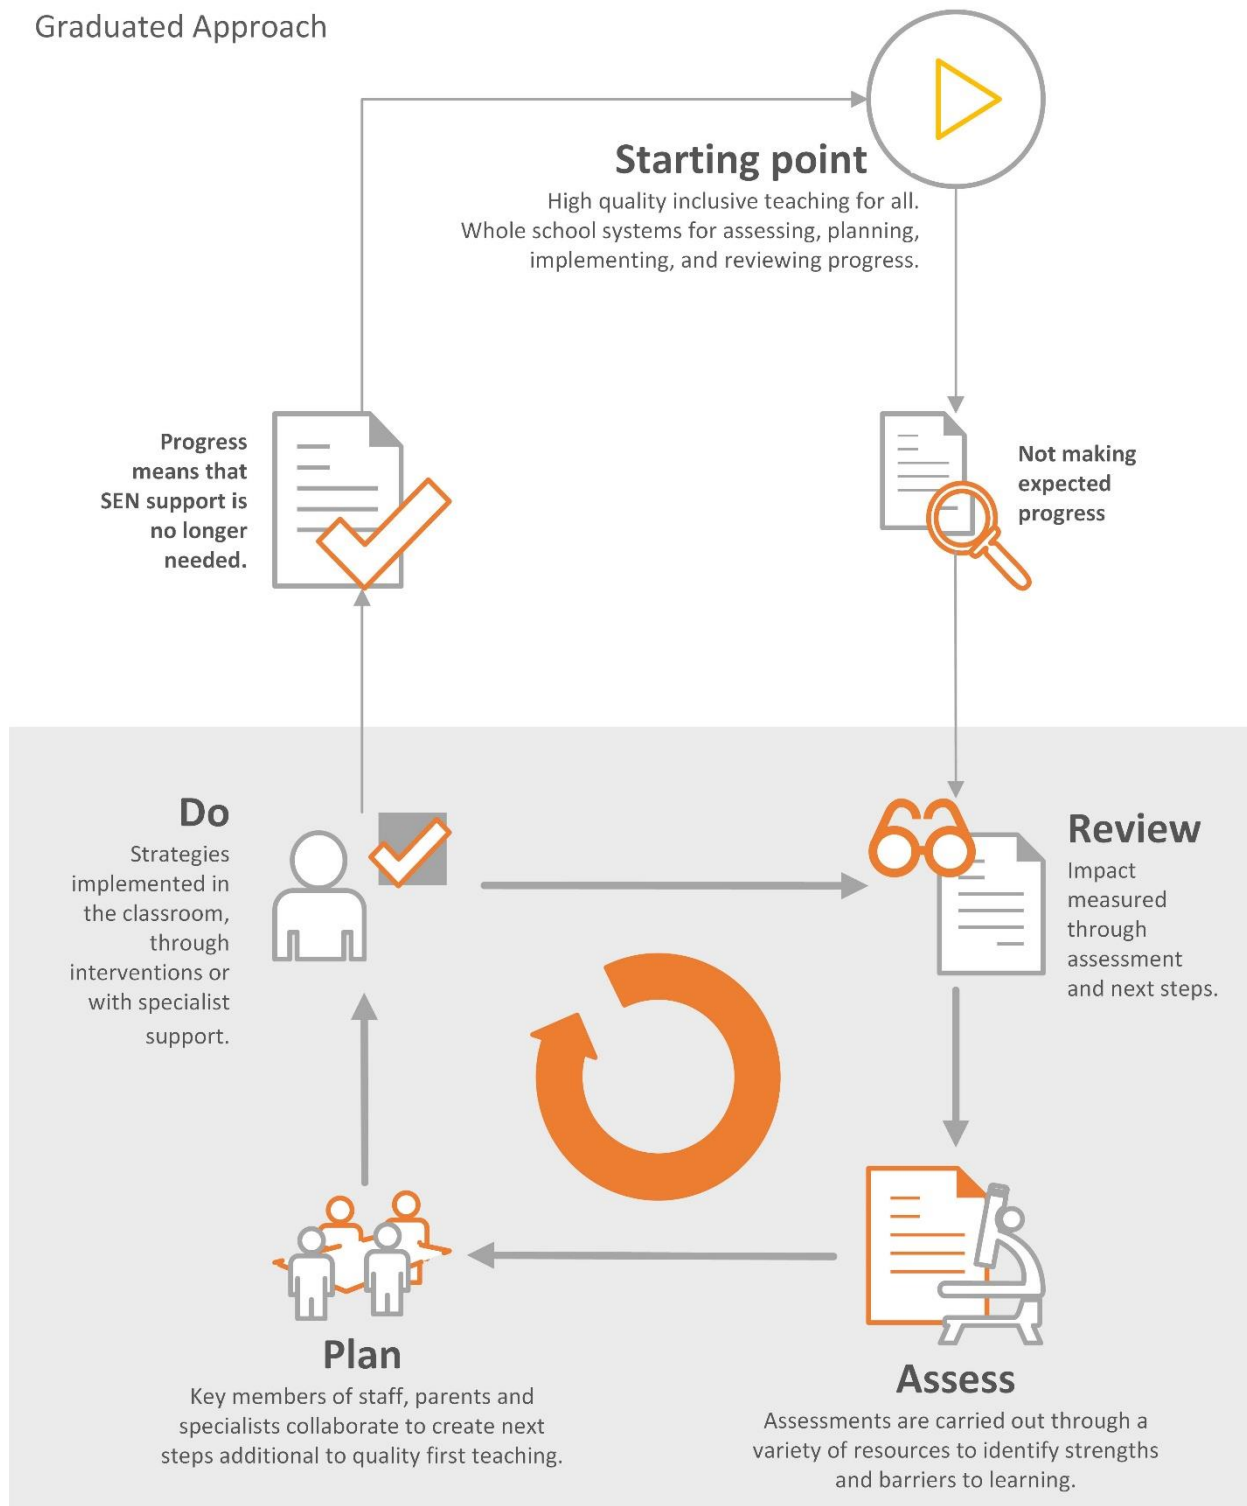 Graduated Approach
Starting point
High quality inclusive teaching for all.
Whole school systems for assessing, planning,
implementing, and reviewing progress.
Progress
means that
SEN support is
no longer
needed.
Not making
expected
progress
Do
Strategies
implemented in
the classroom,
through
interventions or
with specialist
support.
Review
Impact
measured
through
assessment
and next steps.
Plan
Key members of staff, parents and
specialists collaborate to create next
steps additional to quality first teaching.
Assess
Assessments are carried out through a
variety of resources to identify strengths
and barriers to learning.